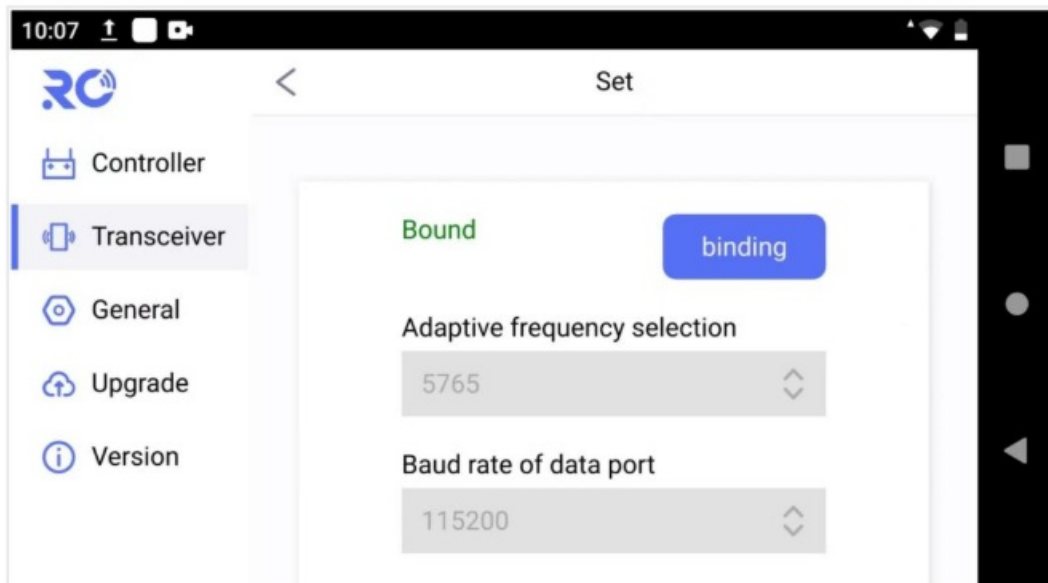 10:07
RC
Set
Controller
Transceiver
General
Upgrade
Version
Bound
binding
Adaptive frequency selection
5765
Baud rate of data port
115200